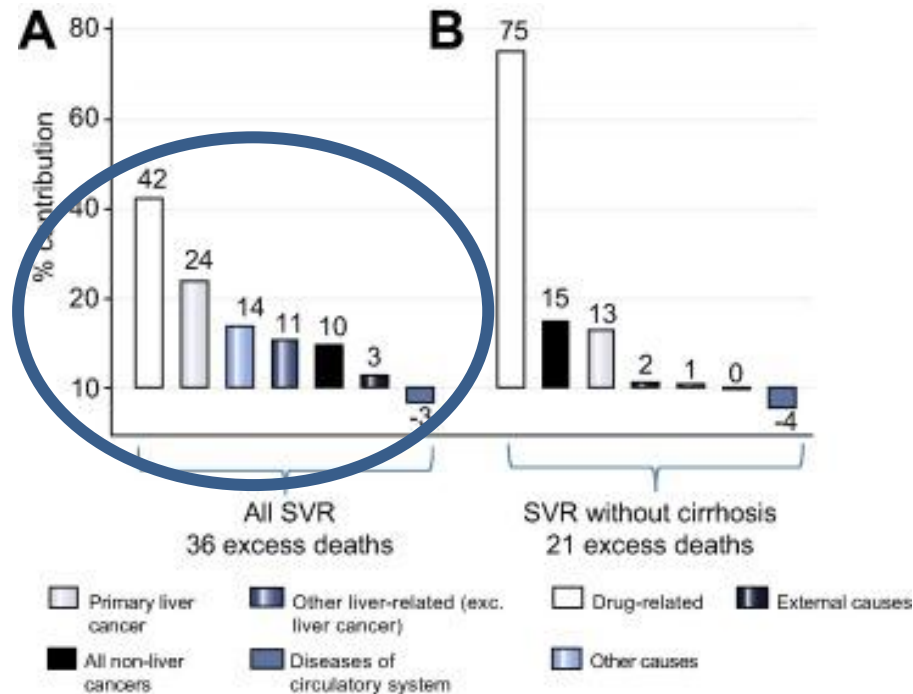 A
B
80
60
40
20
10
% contribution
42
24
14
11
10
3
-3
75
15
13
2
1
0
-4
All SVR
36 excess deaths
SVR without cirrhosis
21 excess deaths
Primary liver
cancer
Other liver-related (exc.
liver cancer)
Drug-related
External causes
All non-liver
cancers
Diseases of
circulatory system
Other causes